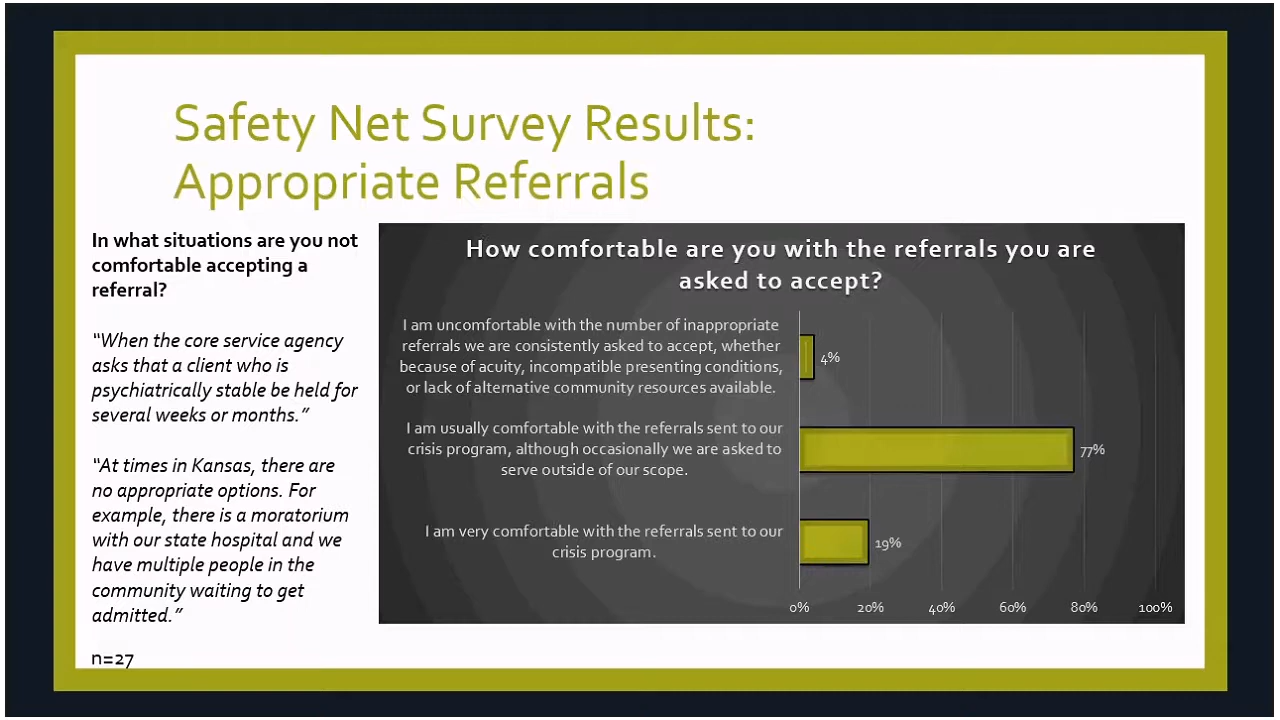 Safety Net Survey Results:
Appropriate Referrals
In what situations are you not
comfortable accepting a
referral?
“When the core service agency
asks that a client who is
psychiatrically stable be held for
several weeks or months.”
“At times in Kansas, there are
no appropriate options. For
example, there is a moratorium
with our state hospital and we
have multiple people in the
community waiting to get
admitted.”
n=27
How comfortable are you with the referrals you are
asked to accept?
I am uncomfortable with the number of inappropriate
referrals we are consistently asked to accept, whether
because of acuity, incompatible presenting conditions,
or lack of alternative community resources available.
4%
I am usually comfortable with the referrals sent to our
crisis program, although occasionally we are asked to
serve outside of our scope.
77%
I am very comfortable with the referrals sent to our
crisis program.
19%
0% 20% 40% 60% 80% 100%